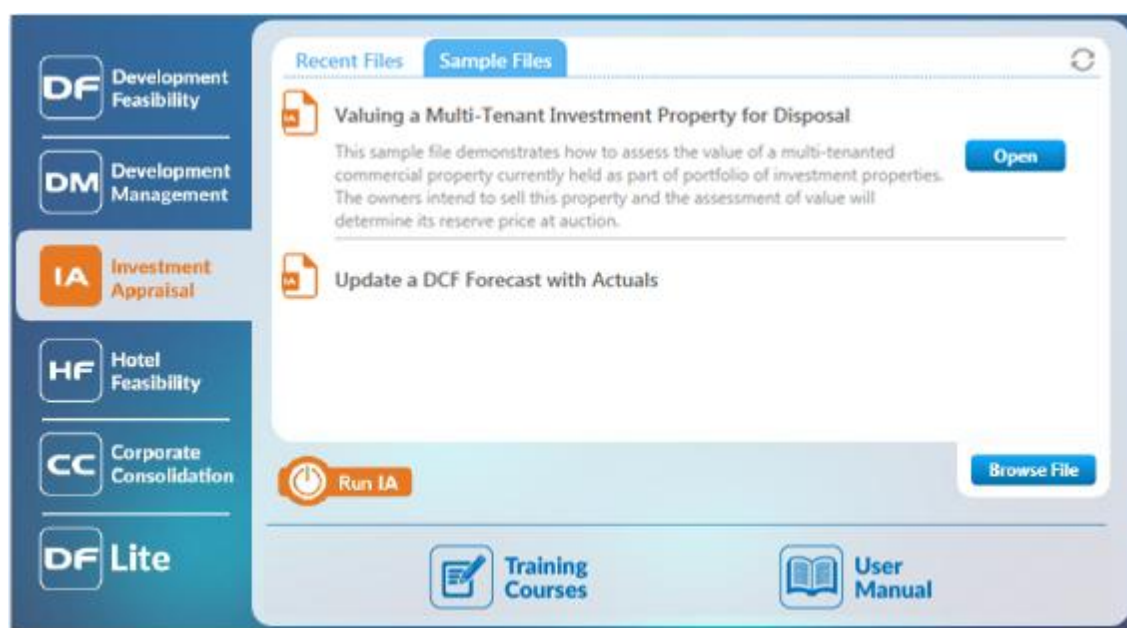 DF
Development
Feasibility
DM
Development
Management
IA
Investment
Appraisal
HF
Hotel
Feasibility
CC
Corporate
Consolidation
DF Lite
Recent Files
Sample Files
IA
Valuing a Multi-Tenant Investment Property for Disposal
This sample file demonstrates how to assess the value of a multi-tenanted
commercial property currently held as part of portfolio of investment properties.
The owners intend to sell this property and the assessment of value will
determine its reserve price at auction.
Open
IA
Update a DCF Forecast with Actuals
Run IA
Browse File
Training
Courses
User
Manual